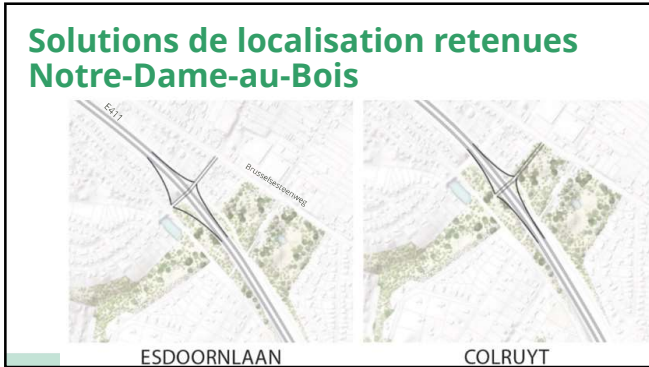 Solutions de localisation retenues
Notre-Dame-au-Bois
E411
Brusselsesteenweg
ESDOORNLAAN
COLRUYT